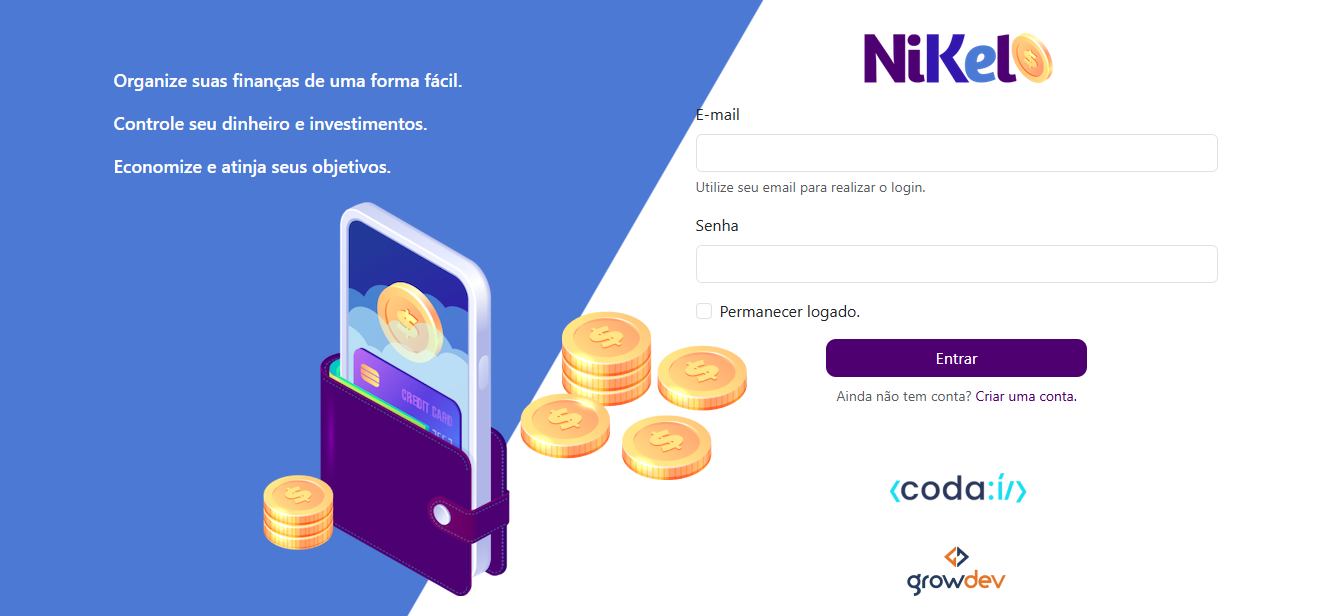 Organize suas finanças de uma forma fácil.
Controle seu dinheiro e investimentos.
Economize e atinja seus objetivos.
CREDIT CARD
NiKel
E-mail
Utilize seu email para realizar o login.
Senha
Permanecer logado.
Entrar
Ainda não tem conta? Criar uma conta.
<coda:í/>
growdev